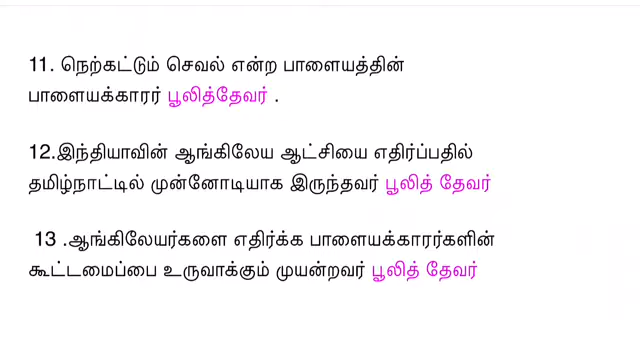 11. நெற்கட்டும் செவல் என்ற பாளையத்தின்
பாளையக்காரர் பூலித்தேவர் .
12.இந்தியாவின் ஆங்கிலேய ஆட்சியை எதிர்ப்பதில்
தமிழ்நாட்டில் முன்னோடியாக இருந்தவர் பூலித் தேவர்
13 .ஆங்கிலேயர்களை எதிர்க்க பாளையக்காரர்களின்
கூட்டமைப்பை உருவாக்கும் முயன்றவர் பூலித் தேவர்